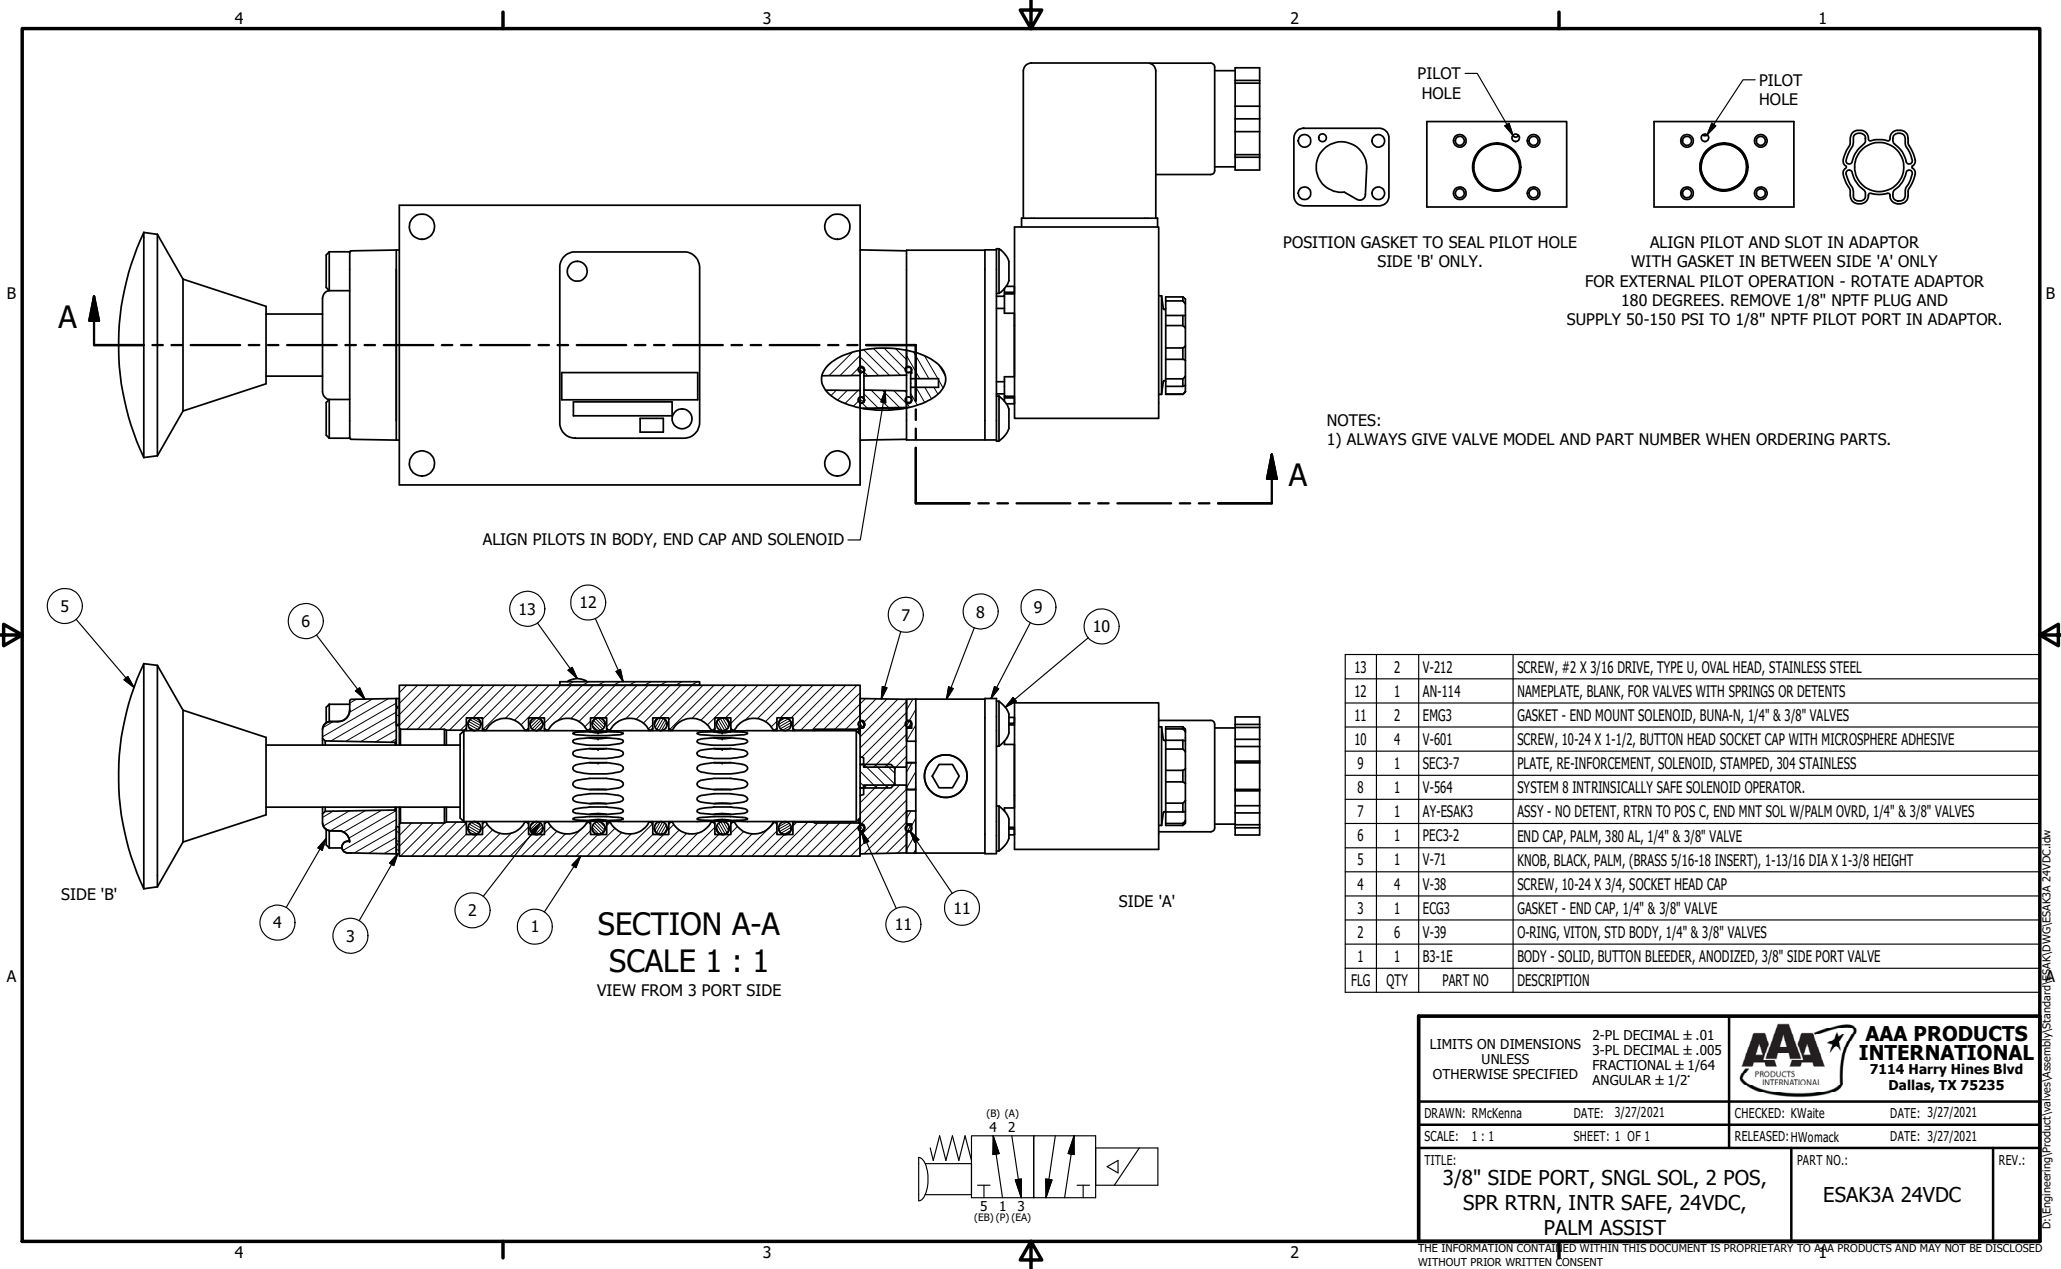 4
3
2
1
B
B
A
A
PILOT
HOLE
PILOT
HOLE
POSITION GASKET TO SEAL PILOT HOLE
SIDE 'B' ONLY.
ALIGN PILOT AND SLOT IN ADAPTOR
WITH GASKET IN BETWEEN SIDE 'A' ONLY
FOR EXTERNAL PILOT OPERATION - ROTATE ADAPTOR
180 DEGREES. REMOVE 1/8" NPTF PLUG AND
SUPPLY 50-150 PSI TO 1/8" NPTF PILOT PORT IN ADAPTOR.
A
A
NOTES:
1) ALWAYS GIVE VALVE MODEL AND PART NUMBER WHEN ORDERING PARTS.
ALIGN PILOTS IN BODY, END CAP AND SOLENOID
5
6
13
12
7
8
9
10
4
3
2
1
11
11
SIDE 'B'
SIDE 'A'
SECTION A-A
SCALE 1 : 1
VIEW FROM 3 PORT SIDE
13 2 V-212 SCREW, #2 X 3/16 DRIVE, TYPE U, OVAL HEAD, STAINLESS STEEL
12 1 AN-114 NAMEPLATE, BLANK, FOR VALVES WITH SPRINGS OR DETENTS
11 2 EMG3 GASKET - END MOUNT SOLENOID, BUNA-N, 1/4" & 3/8" VALVES
10 4 V-601 SCREW, 10-24 X 1-1/2, BUTTON HEAD SOCKET CAP WITH MICROSPHERE ADHESIVE
9 1 SEC3-7 PLATE, RE-INFORCEMENT, SOLENOID, STAMPED, 304 STAINLESS
8 1 V-564 SYSTEM 8 INTRINSICALLY SAFE SOLENOID OPERATOR.
7 1 AY-ESAK3 ASSY - NO DETENT, RTRN TO POS C, END MNT SOL W/PALM OVRD, 1/4" & 3/8" VALVES
6 1 PEC3-2 END CAP, PALM, 380 AL, 1/4" & 3/8" VALVE
5 1 V-71 KNOB, BLACK, PALM, (BRASS 5/16-18 INSERT), 1-13/16 DIA X 1-3/8 HEIGHT
4 4 V-38 SCREW, 10-24 X 3/4, SOCKET HEAD CAP
3 1 ECG3 GASKET - END CAP, 1/4" & 3/8" VALVE
2 6 V-39 O-RING, VITON, STD BODY, 1/4" & 3/8" VALVES
1 1 B3-1E BODY - SOLID, BUTTON BLEEDER, ANODIZED, 3/8" SIDE PORT VALVE
FLG QTY PART NO DESCRIPTION
(B) (A)
4 2
5 1 3
(EB) (P) (EA)
LIMITS ON DIMENSIONS
UNLESS
OTHERWISE SPECIFIED
2-PL DECIMAL ± .01
3-PL DECIMAL ± .005
FRACTIONAL ± 1/64
ANGULAR ± 1/2°
AAA
PRODUCTS
INTERNATIONAL
AAA PRODUCTS
INTERNATIONAL
7114 Harry Hines Blvd
Dallas, TX 75235
DRAWN: RMcKenna DATE: 3/27/2021 CHECKED: KWaite DATE: 3/27/2021
SCALE: 1 : 1 SHEET: 1 OF 1 RELEASED: HWomack DATE: 3/27/2021
TITLE:
3/8" SIDE PORT, SNGL SOL, 2 POS,
SPR RTRN, INTR SAFE, 24VDC,
PALM ASSIST
PART NO.:
ESAK3A 24VDC
REV.:
D:\Engineering\Product\valves\Assembly\Standard\ESAK\DWG\ESAK3A 24VDC.idw
4
3
2
1
THE INFORMATION CONTAINED WITHIN THIS DOCUMENT IS PROPRIETARY TO AAA PRODUCTS AND MAY NOT BE DISCLOSED
WITHOUT PRIOR WRITTEN CONSENT